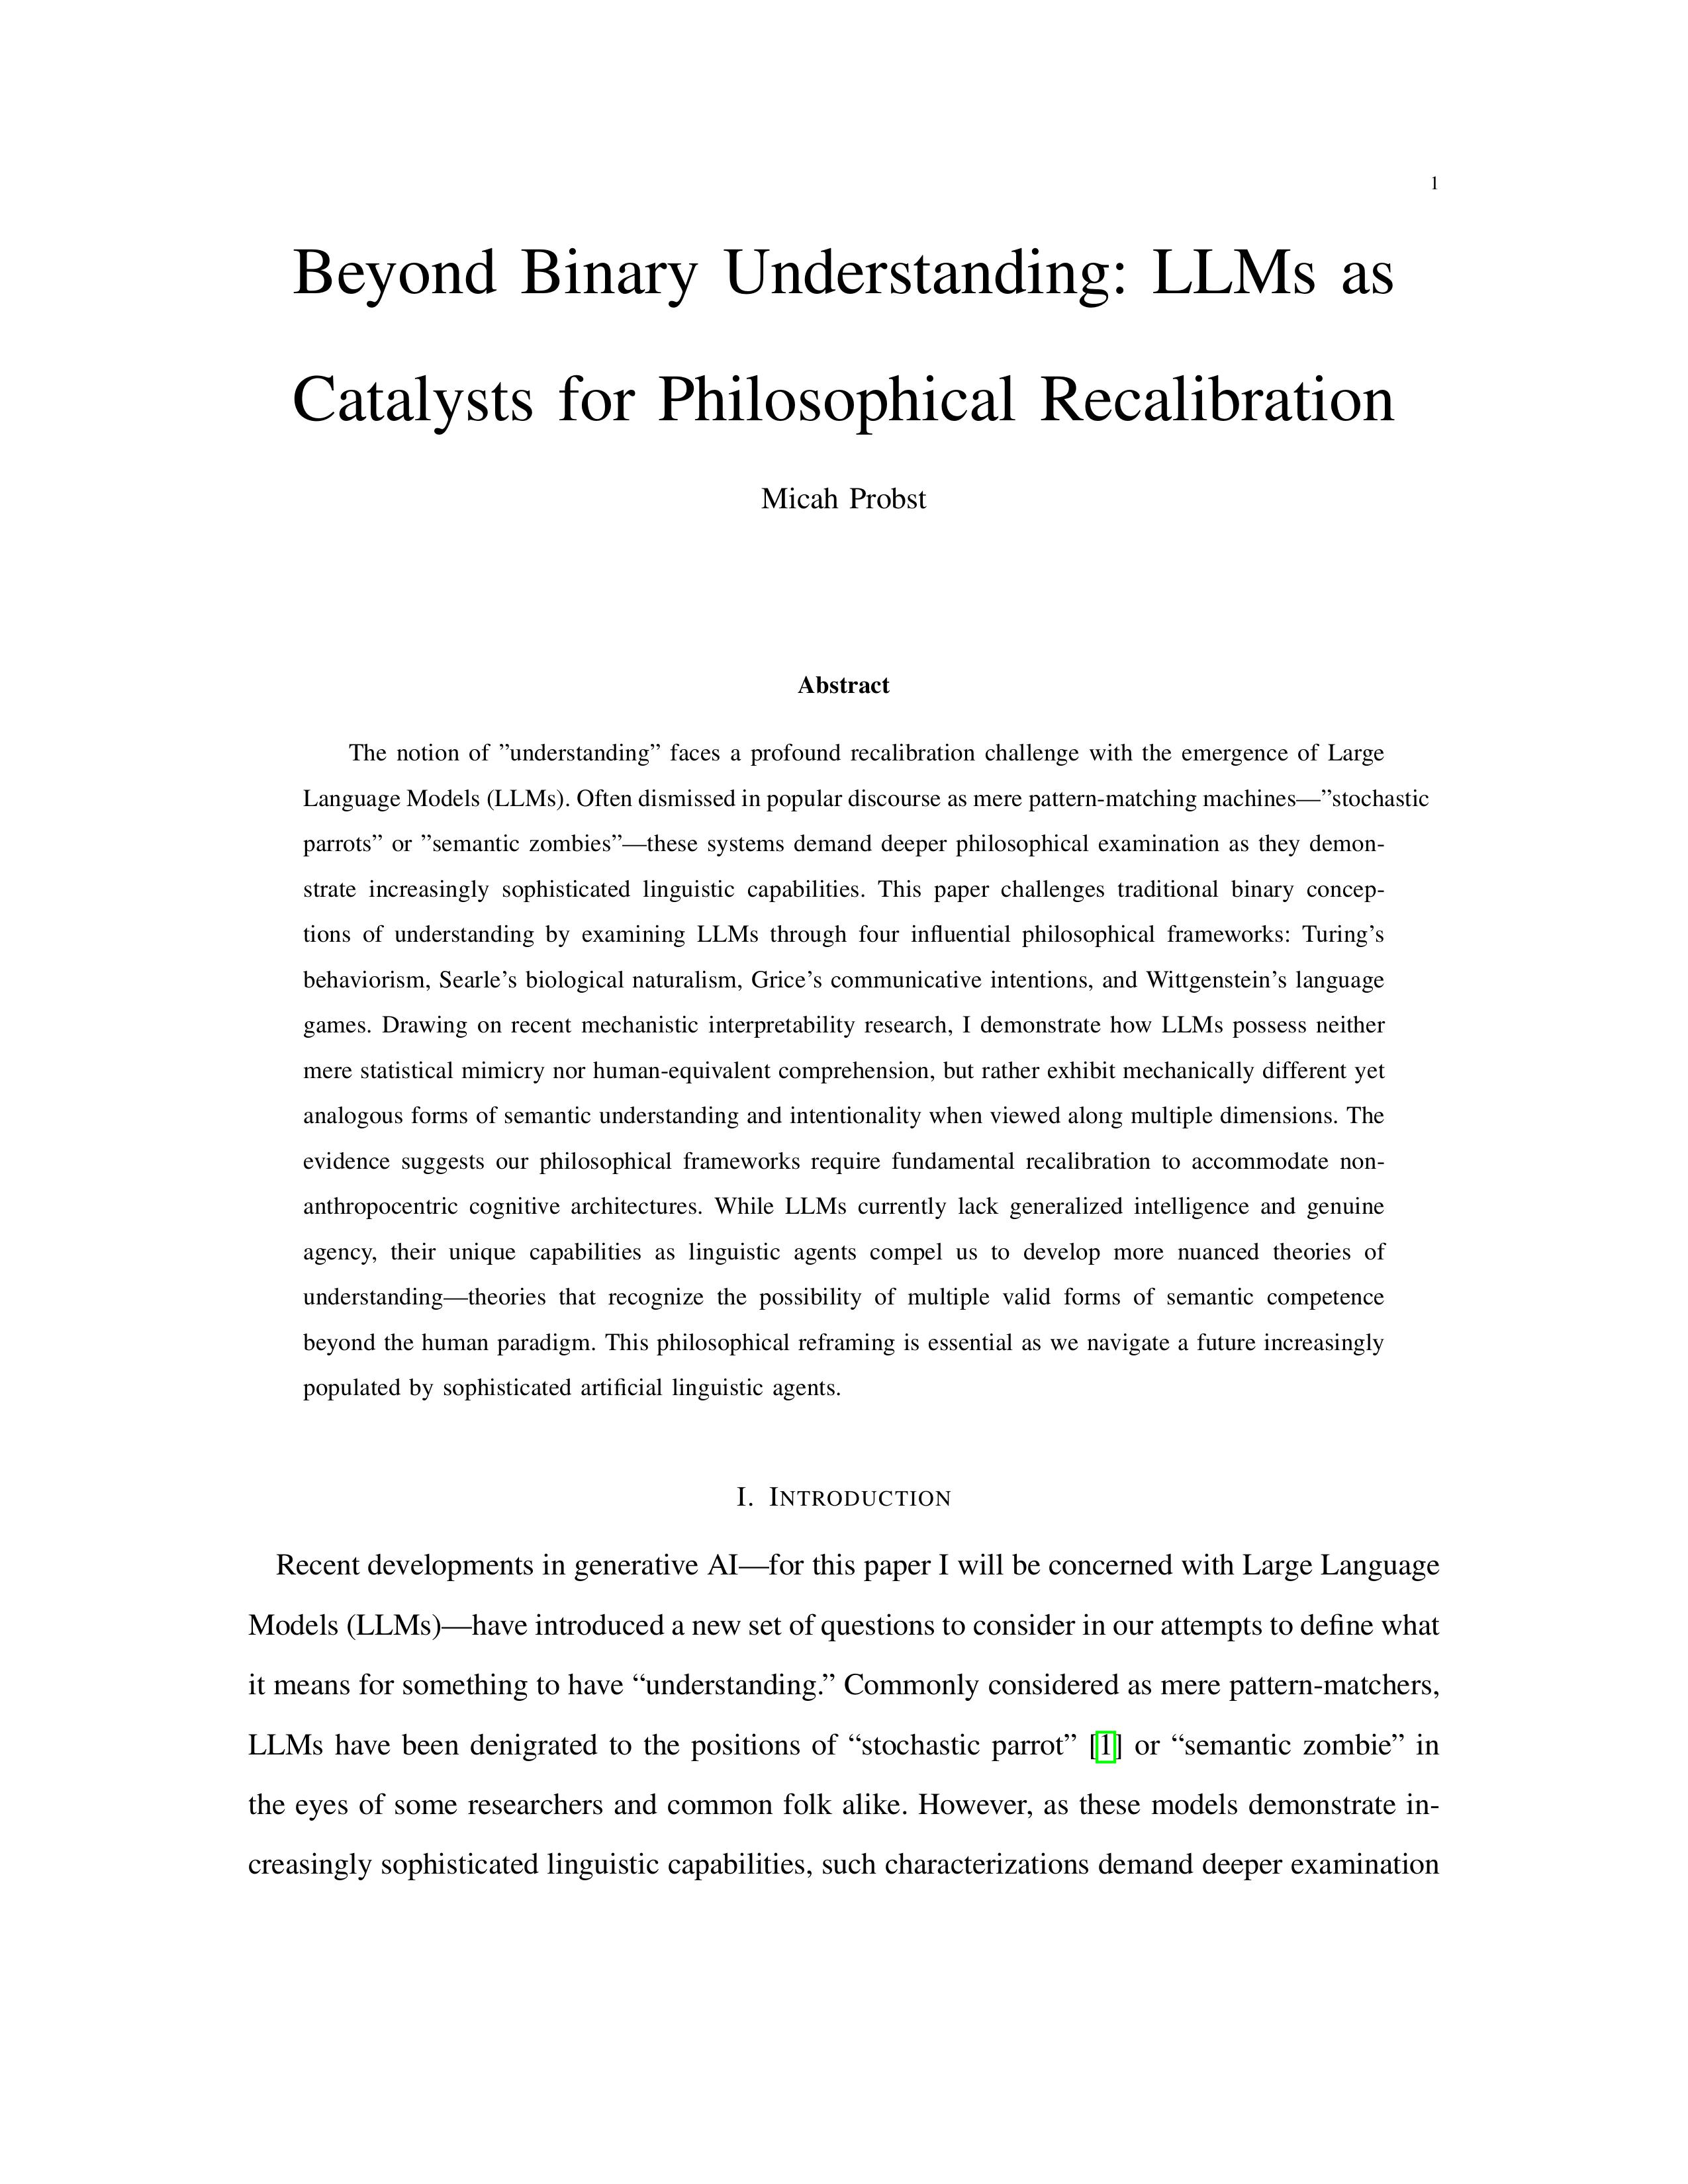 1
Beyond Binary Understanding: LLMs as
Catalysts for Philosophical Recalibration
Micah Probst
Abstract
The notion of ”understanding” faces a profound recalibration challenge with the emergence of Large
Language Models (LLMs). Often dismissed in popular discourse as mere pattern-matching machines—”stochastic
parrots” or ”semantic zombies”—these systems demand deeper philosophical examination as they demon-
strate increasingly sophisticated linguistic capabilities. This paper challenges traditional binary concep-
tions of understanding by examining LLMs through four influential philosophical frameworks: Turing’s
behaviorism, Searle’s biological naturalism, Grice’s communicative intentions, and Wittgenstein’s language
games. Drawing on recent mechanistic interpretability research, I demonstrate how LLMs possess neither
mere statistical mimicry nor human-equivalent comprehension, but rather exhibit mechanically different yet
analogous forms of semantic understanding and intentionality when viewed along multiple dimensions. The
evidence suggests our philosophical frameworks require fundamental recalibration to accommodate non-
anthropocentric cognitive architectures. While LLMs currently lack generalized intelligence and genuine
agency, their unique capabilities as linguistic agents compel us to develop more nuanced theories of
understanding—theories that recognize the possibility of multiple valid forms of semantic competence
beyond the human paradigm. This philosophical reframing is essential as we navigate a future increasingly
populated by sophisticated artificial linguistic agents.
I. Introduction
Recent developments in generative AI—for this paper I will be concerned with Large Language
Models (LLMs)—have introduced a new set of questions to consider in our attempts to define what
it means for something to have “understanding.” Commonly considered as mere pattern-matchers,
LLMs have been denigrated to the positions of “stochastic parrot” [1] or “semantic zombie” in
the eyes of some researchers and common folk alike. However, as these models demonstrate in-
creasingly sophisticated linguistic capabilities, such characterizations demand deeper examination